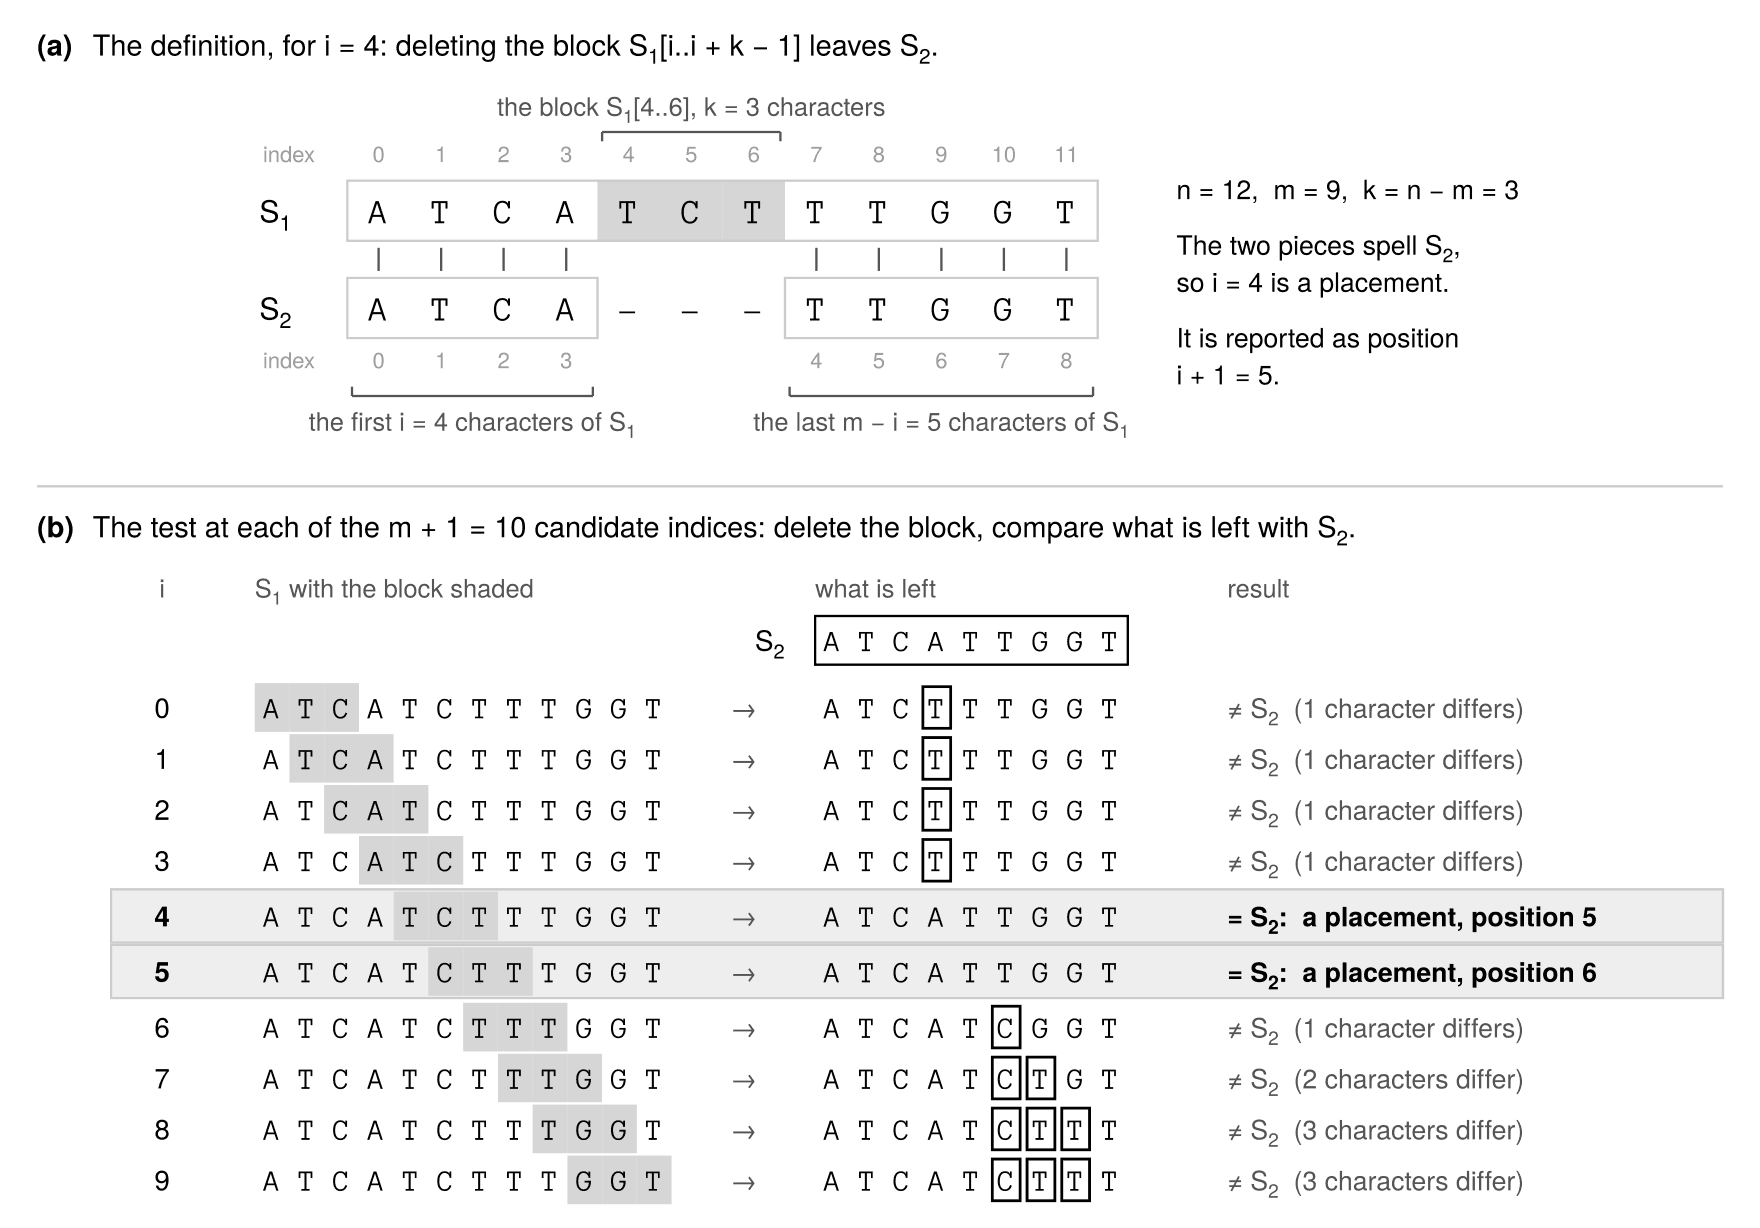 (a) The definition, for i = 4: deleting the block S₁[i..i + k − 1] leaves S₂.
the block S₁[4..6], k = 3 characters
index 0 1 2 3 4 5 6 7 8 9 10 11
S₁ A T C A T C T T T G G T
S₂ A T C A – – – T T G G T
index 0 1 2 3 4 5 6 7 8
the first i = 4 characters of S₁
the last m − i = 5 characters of S₁
n = 12, m = 9, k = n − m = 3
The two pieces spell S₂,
so i = 4 is a placement.
It is reported as position
i + 1 = 5.
(b) The test at each of the m + 1 = 10 candidate indices: delete the block, compare what is left with S₂.
i S₁ with the block shaded what is left result
S₂ A T C A T T G G T
0 A T C A T C T T T G G T → A T C T T T G G T ≠ S₂ (1 character differs)
1 A T C A T C T T T G G T → A T C T T T G G T ≠ S₂ (1 character differs)
2 A T C A T C T T T G G T → A T C T T T G G T ≠ S₂ (1 character differs)
3 A T C A T C T T T G G T → A T C T T T G G T ≠ S₂ (1 character differs)
4 A T C A T C T T T G G T → A T C A T T G G T = S₂: a placement, position 5
5 A T C A T C T T T G G T → A T C A T T G G T = S₂: a placement, position 6
6 A T C A T C T T T G G T → A T C A T C G G T ≠ S₂ (1 character differs)
7 A T C A T C T T T G G T → A T C A T C T G T ≠ S₂ (2 characters differ)
8 A T C A T C T T T G G T → A T C A T C T T T ≠ S₂ (3 characters differ)
9 A T C A T C T T T G G T → A T C A T C T T T ≠ S₂ (3 characters differ)